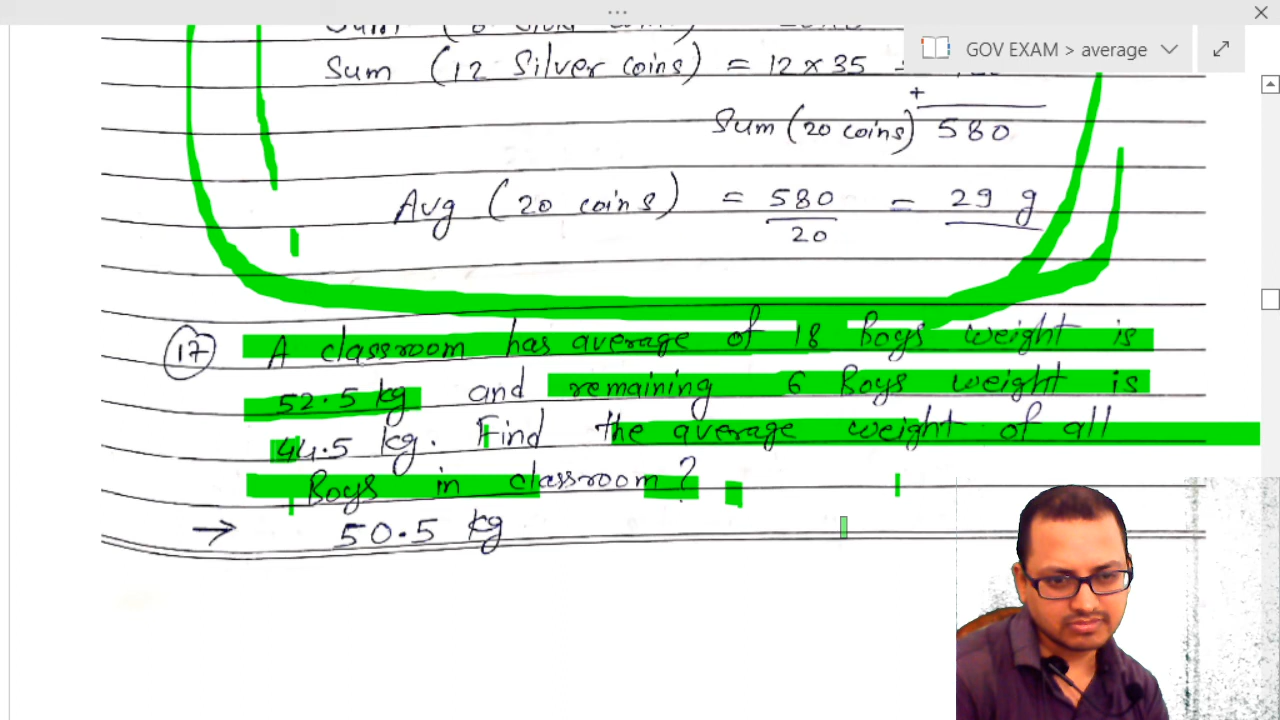 GOV EXAM > average
Sum (12 Silver coins) = 12 × 35
+
Sum (20 coins) 580
Avg (20 coins) = 580/20 = 29 g
17 A classroom has average of 18 Boys weight is
52.5 kg and remaining 6 Boys weight is
44.5 kg. Find the average weight of all
Boys in classroom?
→ 50.5 kg